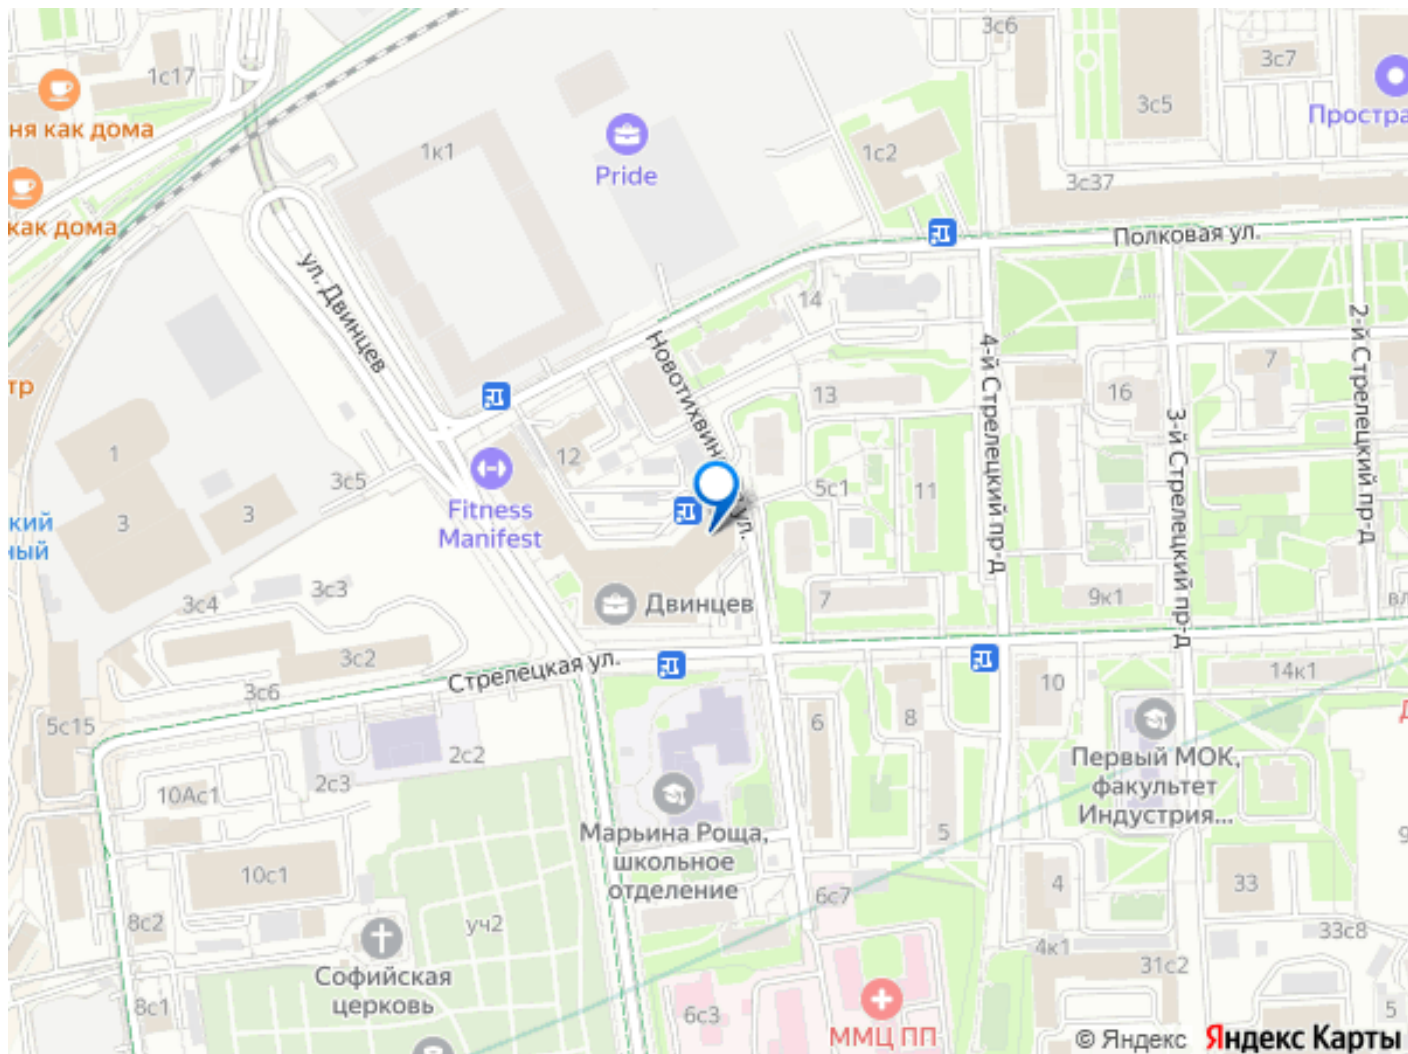 3с6
1с17
3с7
3с5
ня как дома
Простра
1к1
Pride
1с2
3с37
как дома
Полковая ул.
ул. Двинцев
14
2-й Стрелецкий пр-д
Новотихвин
ул.
4-й Стрелецкий пр-д
7
тр
13
16
3-й Стрелецкий пр-д
1
12
3с5
5с1
11
Fitness
Manifest
кий
ный
3
3
3с3
3с4
Двинцев
7
9к1
вл
3с2
Стрелецкая ул.
3с6
14к1
10
5с15
6
8
2с2
2с3
10Ас1
Первый МОК,
факультет
Индустрия...
Марьина Роща,
школьное
отделение
5
10с1
4
33
6с7
8с2
уч2
33с8
4к1
31с2
Софийская
церковь
8с1
6с3
5
ММЦ ПП
© Яндекс Яндекс Карты